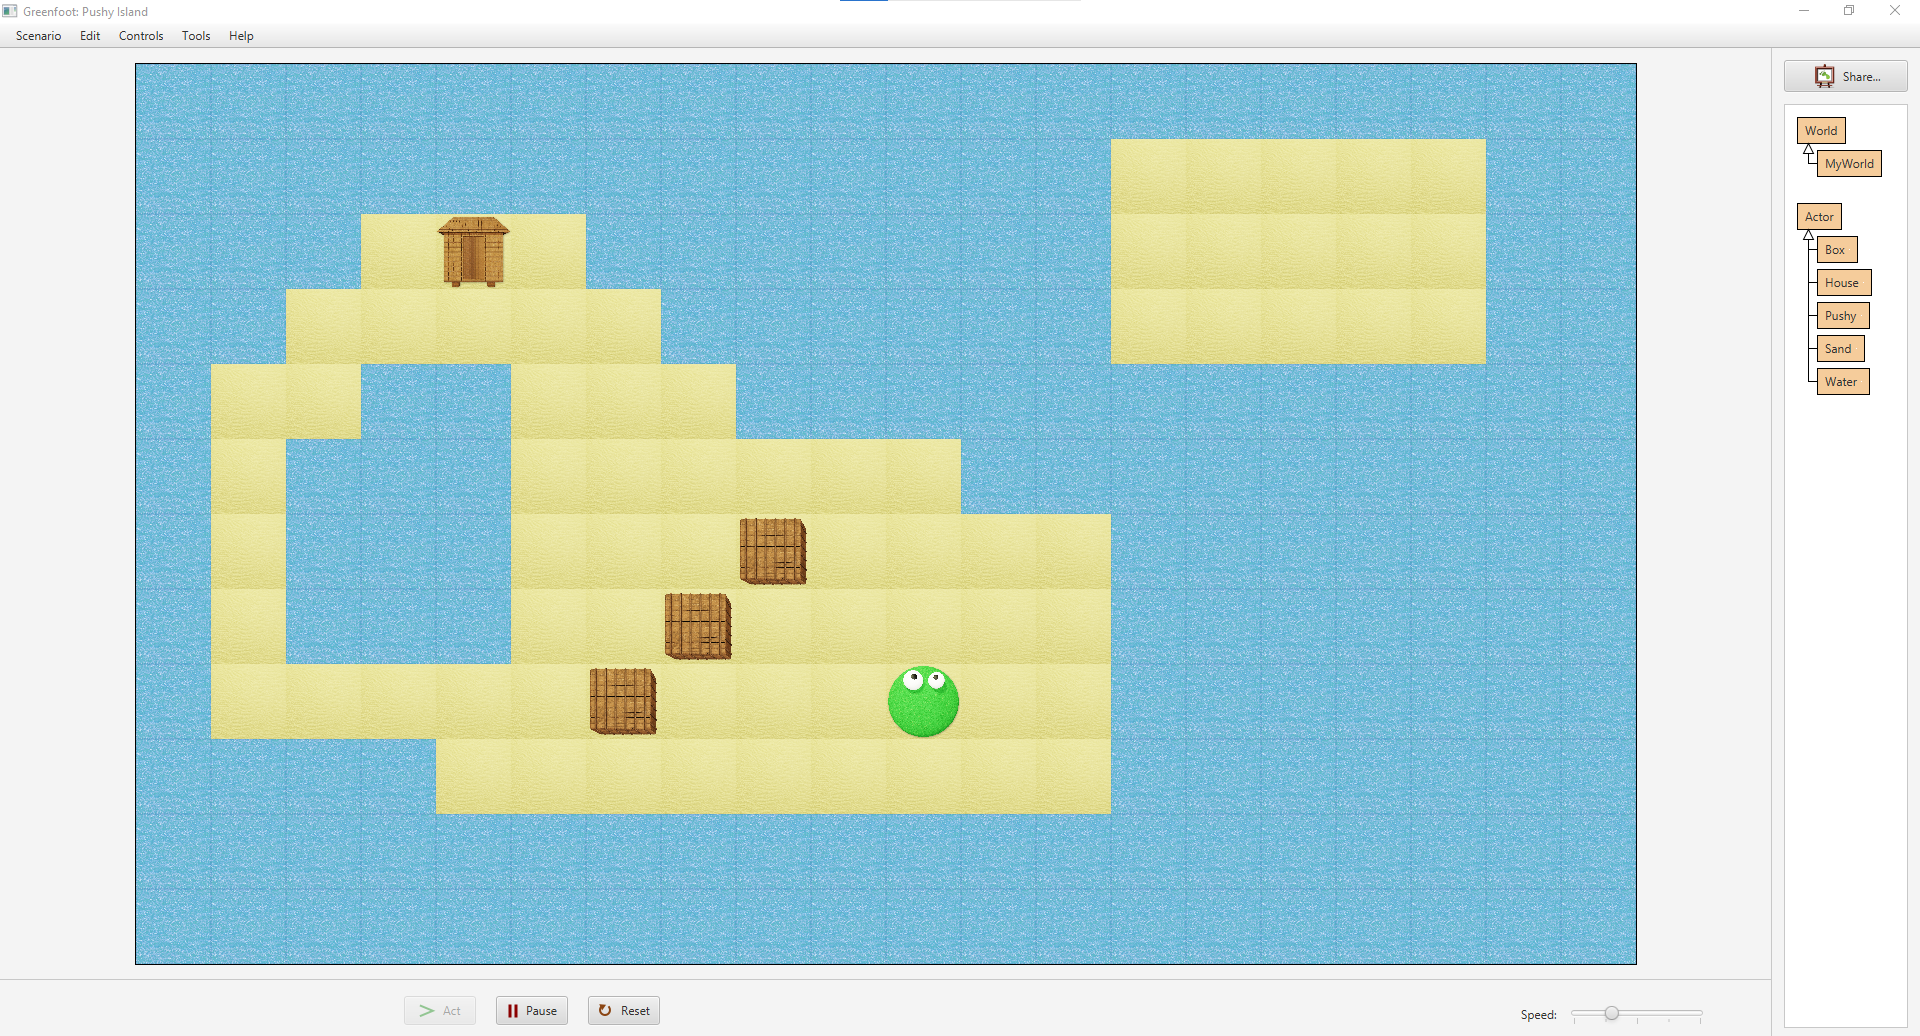 Greenfoot: Pushy Island
Scenario Edit Controls Tools Help
Share...
World
MyWorld
Actor
Box
House
Pushy
Sand
Water
Act Pause Reset Speed: